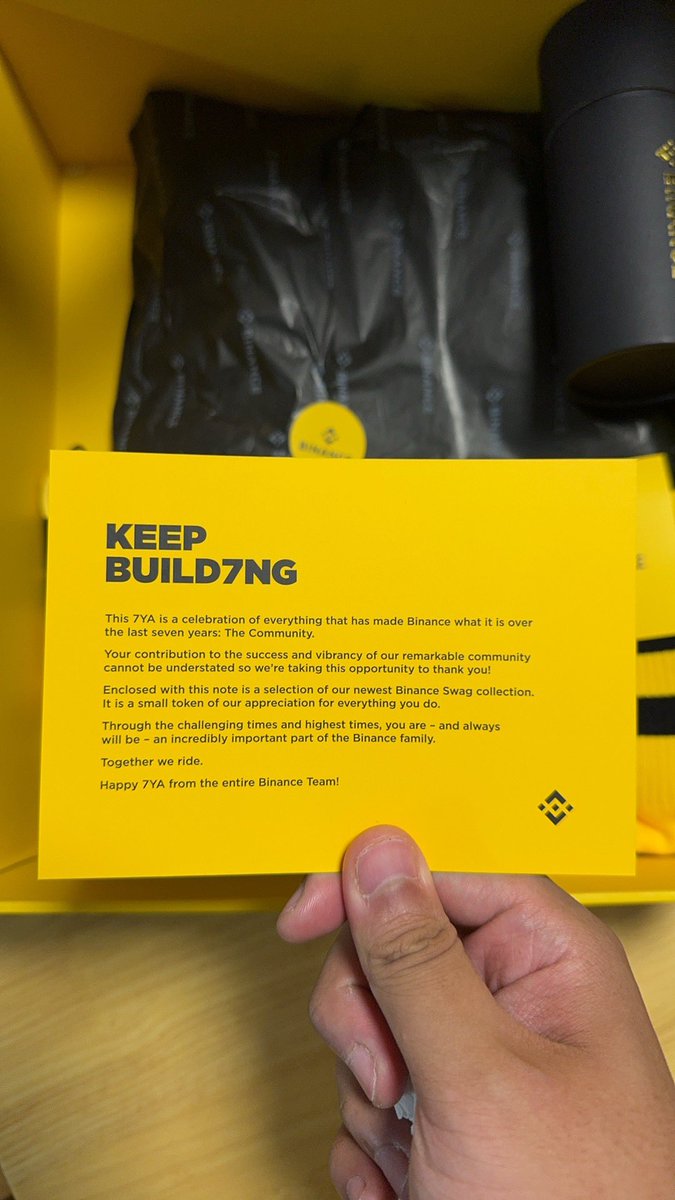 BINANCE
KEEP
BUILD7NG
This 7YA is a celebration of everything that has made Binance what it is over
the last seven years: The Community.
Your contribution to the success and vibrancy of our remarkable community
cannot be understated so we're taking this opportunity to thank you!
Enclosed with this note is a selection of our newest Binance Swag collection.
It is a small token of our appreciation for everything you do.
Through the challenging times and highest times, you are – and always
will be – an incredibly important part of the Binance family.
Together we ride.
Happy 7YA from the entire Binance Team!